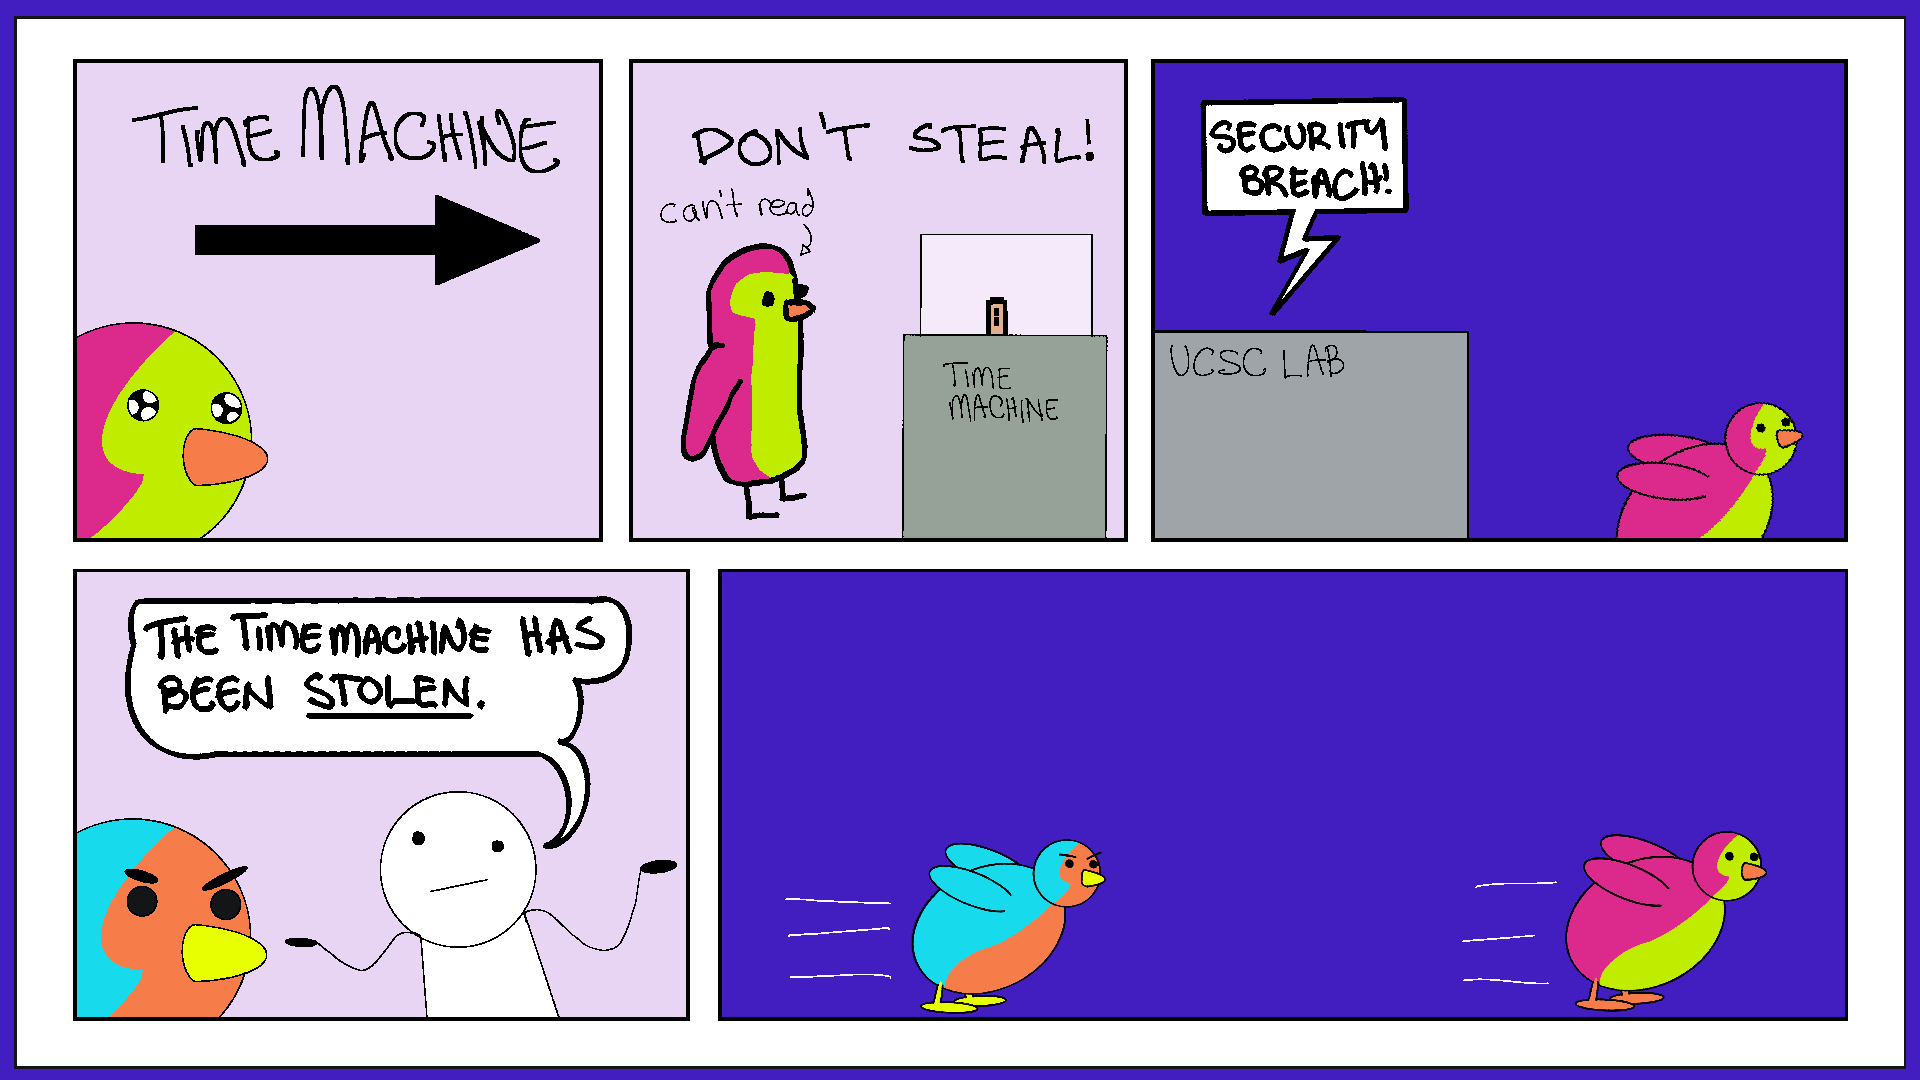 TIME MACHINE
DON'T STEAL!
can't read
TIME
MACHINE
SECURITY
BREACH!
UCSC LAB
THE TIME MACHINE HAS
BEEN STOLEN.